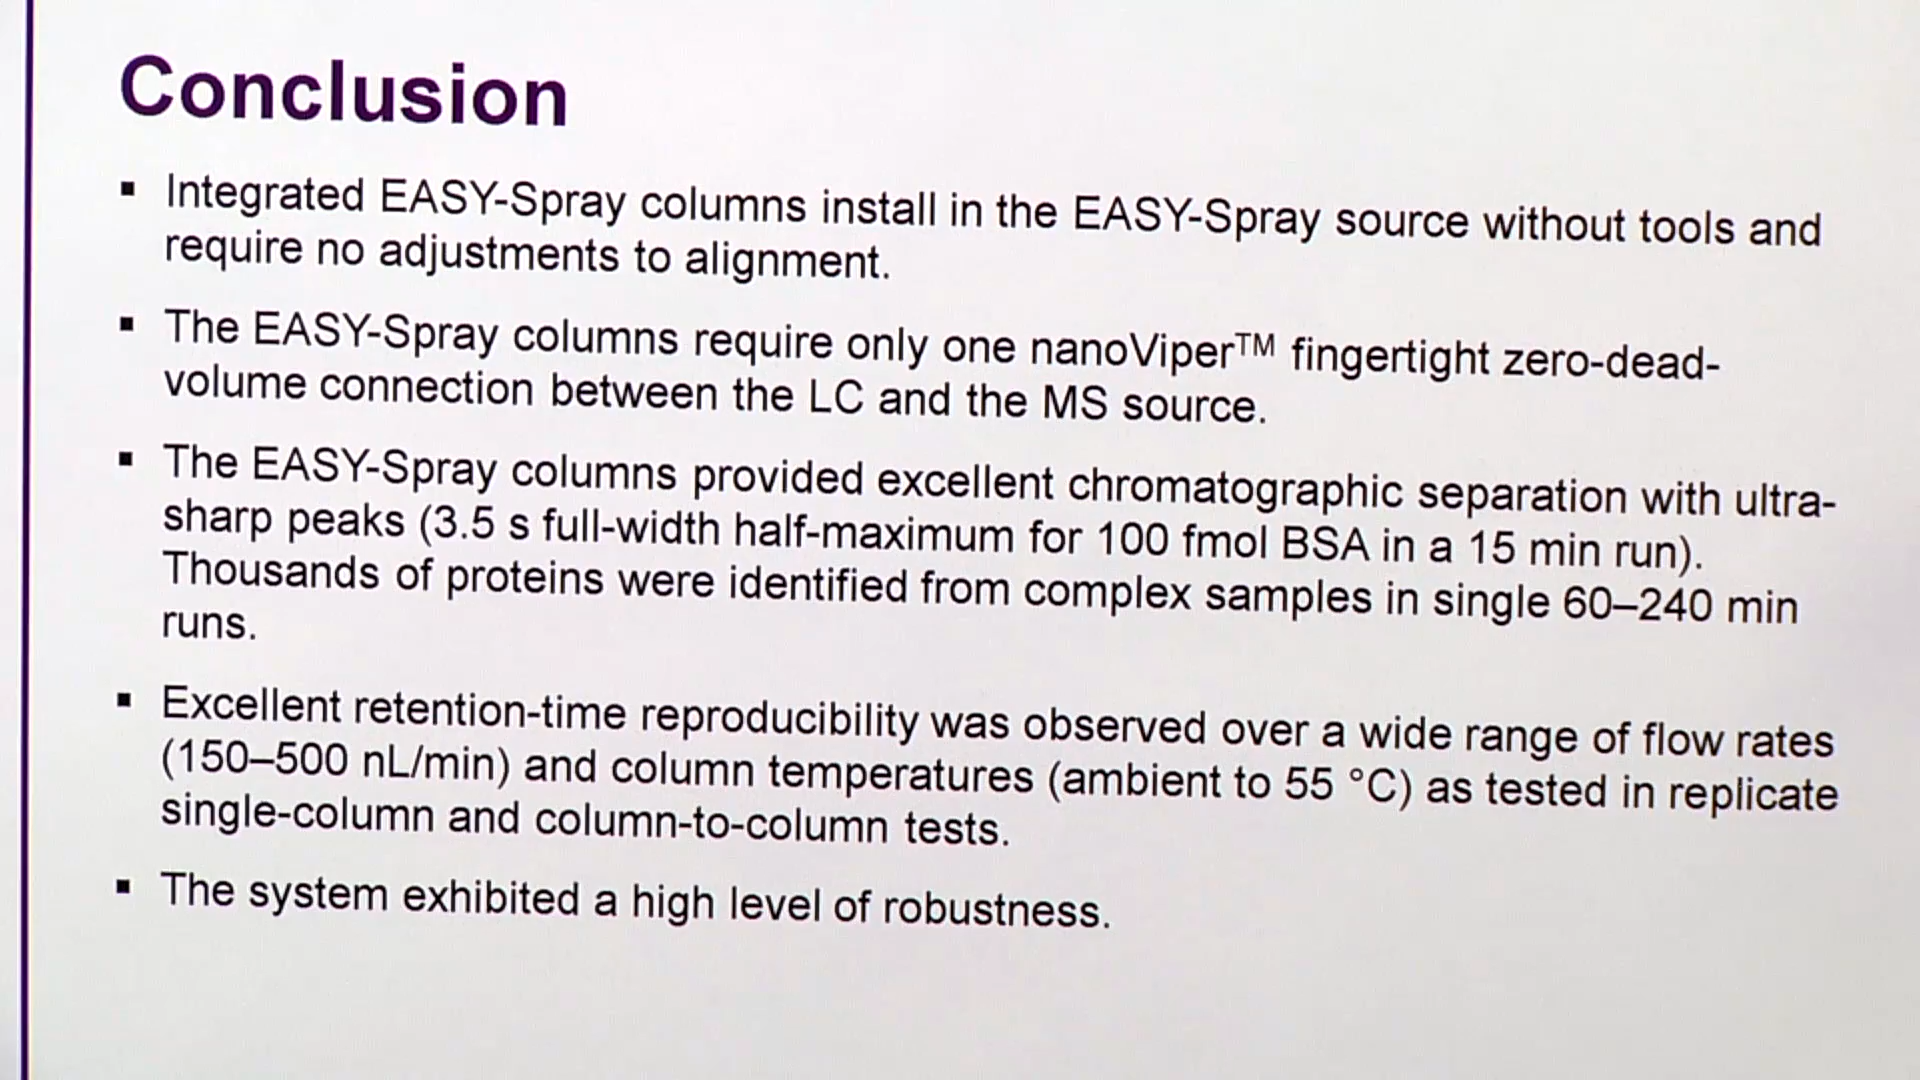 Conclusion
▪ Integrated EASY-Spray columns install in the EASY-Spray source without tools and
require no adjustments to alignment.
▪ The EASY-Spray columns require only one nanoViper™ fingertight zero-dead-
volume connection between the LC and the MS source.
▪ The EASY-Spray columns provided excellent chromatographic separation with ultra-
sharp peaks (3.5 s full-width half-maximum for 100 fmol BSA in a 15 min run).
Thousands of proteins were identified from complex samples in single 60–240 min
runs.
▪ Excellent retention-time reproducibility was observed over a wide range of flow rates
(150–500 nL/min) and column temperatures (ambient to 55 °C) as tested in replicate
single-column and column-to-column tests.
▪ The system exhibited a high level of robustness.